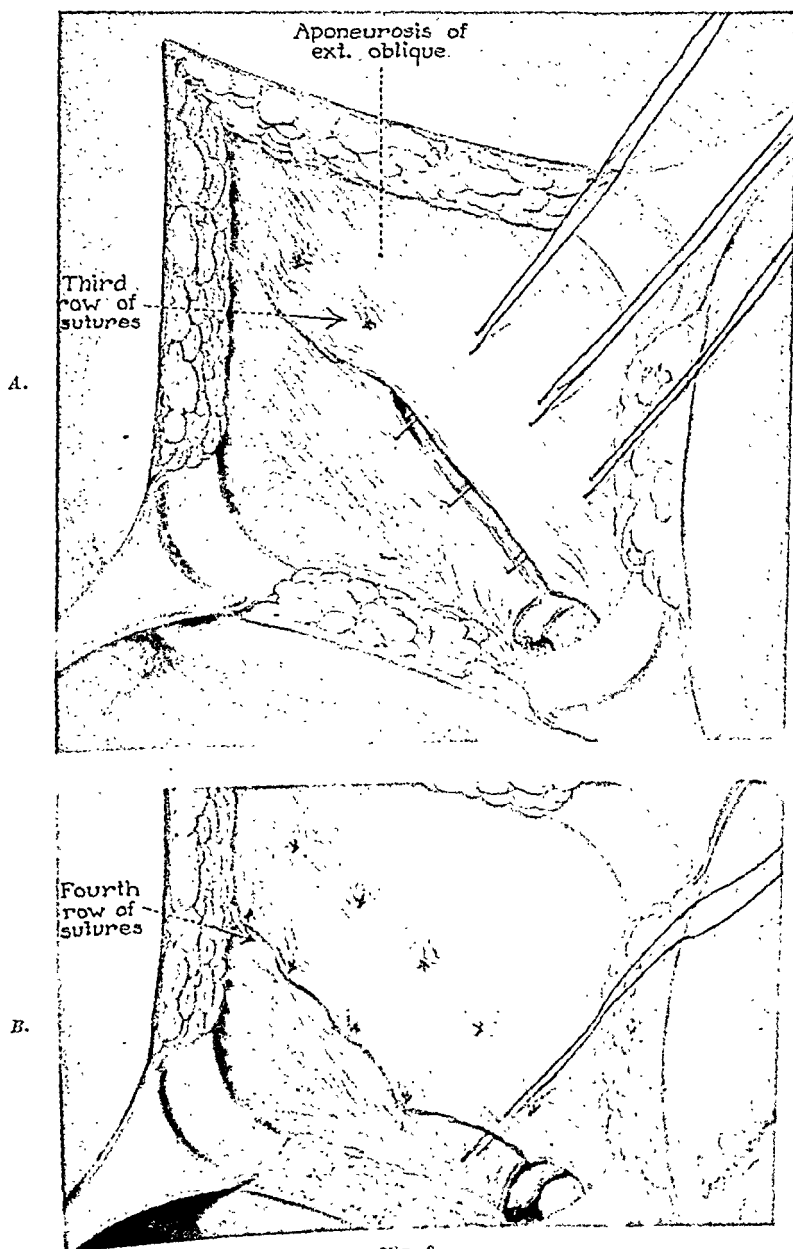 Aponeurosis of
ext. oblique
Third
row of
sutures
A.
Fourth
row of
sutures
B.